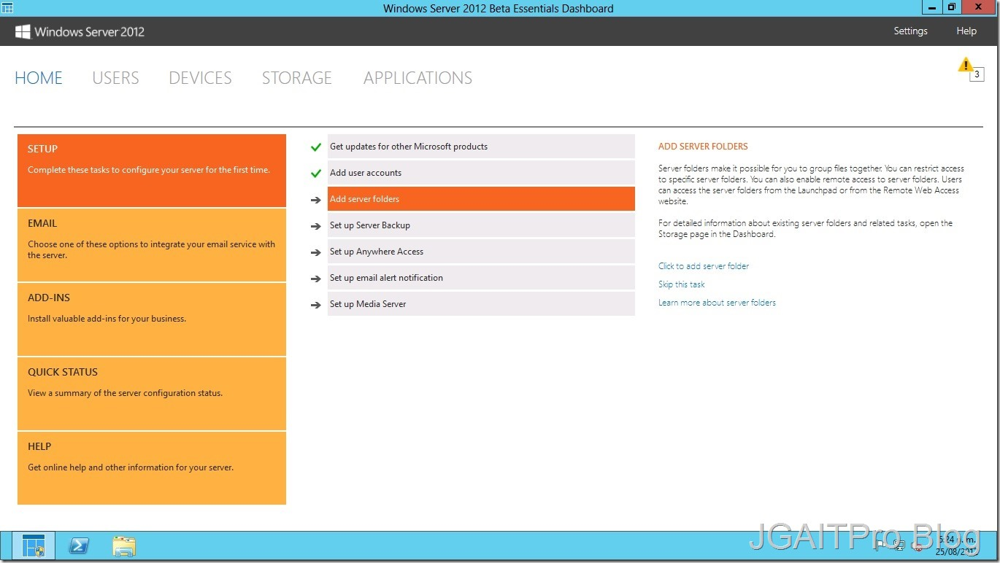 Windows Server 2012 Beta Essentials Dashboard
Windows Server 2012
Settings
Help
HOME
USERS
DEVICES
STORAGE
APPLICATIONS
3
SETUP
Complete these tasks to configure your server for the first time.
EMAIL
Choose one of these options to integrate your email service with
the server.
ADD-INS
Install valuable add-ins for your business.
QUICK STATUS
View a summary of the server configuration status.
HELP
Get online help and other information for your server.
Get updates for other Microsoft products
Add user accounts
Add server folders
Set up Server Backup
Set up Anywhere Access
Set up email alert notification
Set up Media Server
ADD SERVER FOLDERS
Server folders make it possible for you to group files together. You can restrict access
to specific server folders. You can also enable remote access to server folders. Users
can access the server folders from the Launchpad or from the Remote Web Access
website.
For detailed information about existing server folders and related tasks, open the
Storage page in the Dashboard.
Click to add server folder
Skip this task
Learn more about server folders
JGAITPro Blog